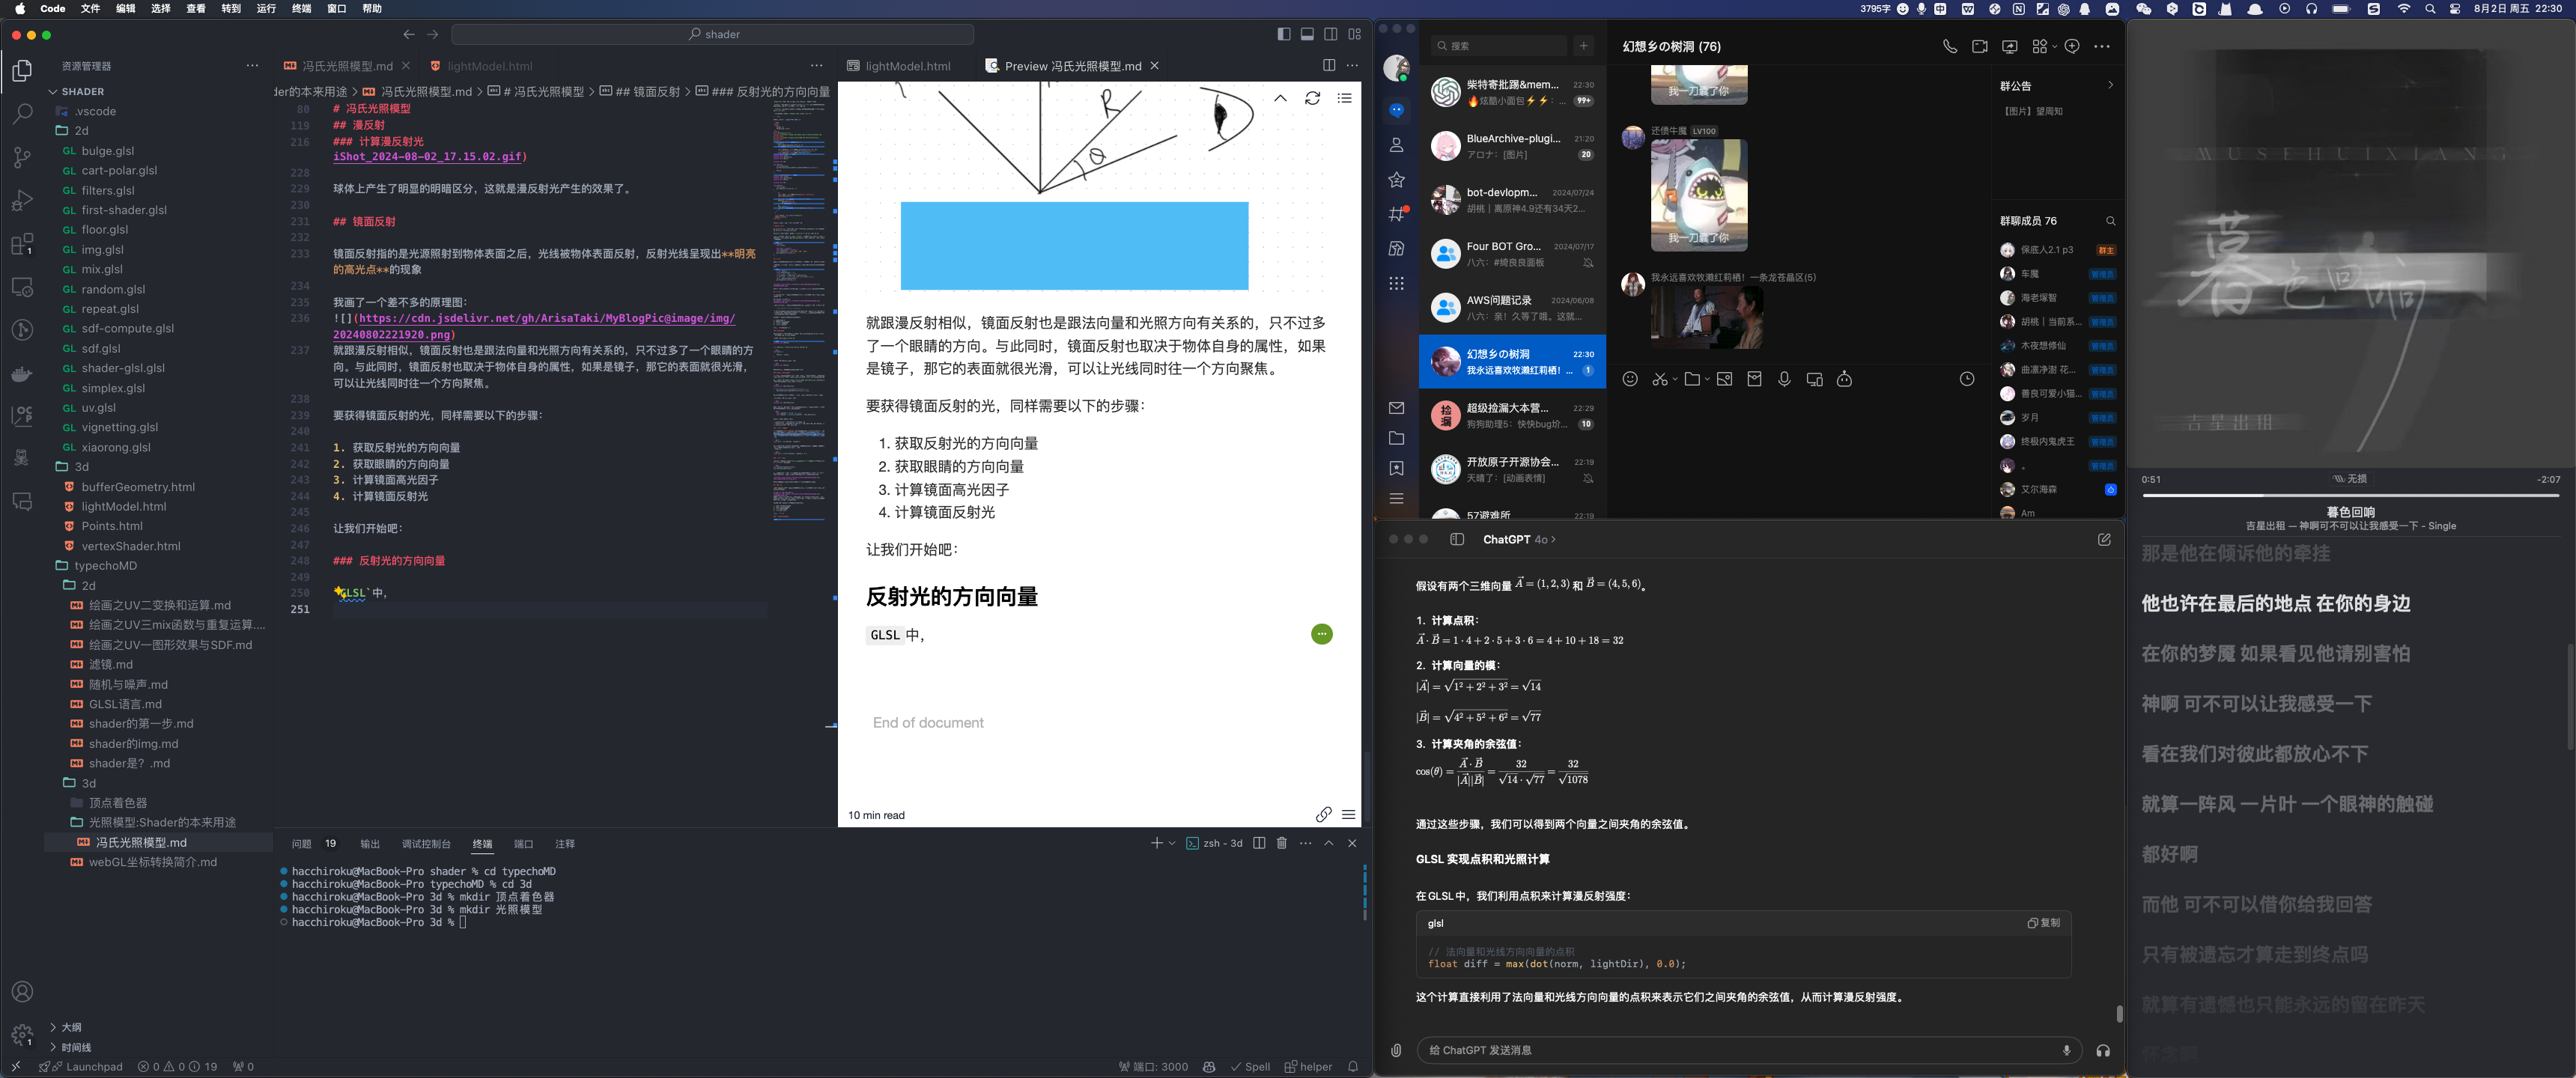 Code 文件 编辑 选择 查看 转到 运行 终端 窗口 帮助
3795字
8月2日 周五 22:30
shader
资源管理器
SHADER
.vscode
2d
GL bulge.glsl
GL cart-polar.glsl
GL filters.glsl
GL first-shader.glsl
GL floor.glsl
GL img.glsl
GL mix.glsl
GL random.glsl
GL repeat.glsl
GL sdf-compute.glsl
GL sdf.glsl
GL shader-glsl.glsl
GL simplex.glsl
GL uv.glsl
GL vignetting.glsl
GL xiaorong.glsl
3d
bufferGeometry.html
lightModel.html
Points.html
vertexShader.html
typechoMD
2d
绘画之UV二变换和运算.md
绘画之UV三mix函数与重复运算....
绘画之UV一图形效果与SDF.md
滤镜.md
随机与噪声.md
GLSL语言.md
shader的第一步.md
shader的img.md
shader是? .md
3d
顶点着色器
光照模型:Shader的本来用途
冯氏光照模型.md
webGL坐标转换简介.md
大纲
时间线
冯氏光照模型.md
lightModel.html
der的本来用途 > 冯氏光照模型.md > # 冯氏光照模型 > ## 镜面反射 > ### 反射光的方向向量
80 # 冯氏光照模型
119 ## 漫反射
216 ### 计算漫反射光
iShot_2024-08-02_17.15.02.gif)
228
229 球体上产生了明显的明暗区分，这就是漫反射光产生的效果了。
230
231 ## 镜面反射
232
233 镜面反射指的是光源照射到物体表面之后，光线被物体表面反射，反射光线呈现出**明亮
的高光点**的现象
234
235 我画了一个差不多的原理图：
236 ![](https://cdn.jsdelivr.net/gh/ArisaTaki/MyBlogPic@image/img/
20240802221920.png)
237 就跟漫反射相似，镜面反射也是跟法向量和光照方向有关系的，只不过多了一个眼睛的方
向。与此同时，镜面反射也取决于物体自身的属性，如果是镜子，那它的表面就很光滑，
可以让光线同时往一个方向聚焦。
238
239 要获得镜面反射的光，同样需要以下的步骤：
240
241 1. 获取反射光的方向向量
242 2. 获取眼睛的方向向量
243 3. 计算镜面高光因子
244 4. 计算镜面反射光
245
246 让我们开始吧：
247
248 ### 反射光的方向向量
249
250 GLSL`中，
251
lightModel.html
Preview 冯氏光照模型.md
R
θ
就跟漫反射相似，镜面反射也是跟法向量和光照方向有关系的，只不过多
了一个眼睛的方向。与此同时，镜面反射也取决于物体自身的属性，如果
是镜子，那它的表面就很光滑，可以让光线同时往一个方向聚焦。
要获得镜面反射的光，同样需要以下的步骤：
1. 获取反射光的方向向量
2. 获取眼睛的方向向量
3. 计算镜面高光因子
4. 计算镜面反射光
让我们开始吧：
反射光的方向向量
GLSL 中，
End of document
10 min read
问题 19 输出 调试控制台 终端 端口 注释
zsh - 3d
hacchiroku@MacBook-Pro shader % cd typechoMD
hacchiroku@MacBook-Pro typechoMD % cd 3d
hacchiroku@MacBook-Pro 3d % mkdir 顶点着色器
hacchiroku@MacBook-Pro 3d % mkdir 光照模型
hacchiroku@MacBook-Pro 3d %
Launchpad 0 0 19 0
端口: 3000 Spell helper
搜索
柴特寄批踢&mem... 22:30
🔥炫酷小面包⚡⚡: ... 99+
BlueArchive-plugi... 21:20
アロナ: [图片] 20
bot-devlopm... 2024/07/24
胡桃丨离原神4.9还有34天2...
Four BOT Gro... 2024/07/17
八六: #绮良良面板
AWS问题记录 2024/06/08
八六: 亲！久等了哦。这就...
幻想乡の树洞 22:30
我永远喜欢牧濑红莉栖！... 1
捡漏
超级捡漏大本营... 22:29
狗狗助理5: 快快bug价... 10
开放原子开源协会... 22:19
天晴了: [动画表情]
57避难所 22:19
幻想乡の树洞 (76)
我一刀囊了你
还债牛魔 LV100
我一刀囊了你
我永远喜欢牧濑红莉栖！一条龙苍晶区(5)
群公告
【图片】望周知
群聊成员 76
保底人2.1 p3 群主
车魔 管理员
海老塚智 管理员
胡桃丨当前系... 管理员
木夜想修仙 管理员
曲凛净澍 花... 管理员
善良可爱小猫... 管理员
岁月 管理员
终极内鬼虎王 管理员
。 管理员
艾尔海森
Am
ChatGPT 4o >
假设有两个三维向量 A⃗ = (1, 2, 3) 和 B⃗ = (4, 5, 6)。
1. 计算点积：
A⃗ · B⃗ = 1 · 4 + 2 · 5 + 3 · 6 = 4 + 10 + 18 = 32
2. 计算向量的模：
|A⃗| = √(1² + 2² + 3²) = √14
|B⃗| = √(4² + 5² + 6²) = √77
3. 计算夹角的余弦值：
cos(θ) = A⃗·B⃗ / |A⃗||B⃗| = 32 / √14·√77 = 32 / √1078
通过这些步骤，我们可以得到两个向量之间夹角的余弦值。
GLSL 实现点积和光照计算
在GLSL中，我们利用点积来计算漫反射强度：
glsl 复制
// 法向量和光线方向向量的点积
float diff = max(dot(norm, lightDir), 0.0);
这个计算直接利用了法向量和光线方向向量的点积来表示它们之间夹角的余弦值，从而计算漫反射强度。
给 ChatGPT 发送消息
WUSEHUIXIANG
暮色回响
吉星出租
0:51 无损 -2:07
暮色回响
吉星出租 — 神啊可不可以让我感受一下 - Single
那是他在倾诉他的牵挂
他也许在最后的地点 在你的身边
在你的梦魇 如果看见他请别害怕
神啊 可不可以让我感受一下
看在我们对彼此都放心不下
就算一阵风 一片叶 一个眼神的触碰
都好啊
而他 可不可以借你给我回答
只有被遗忘才算走到终点吗
就算有遗憾也只能永远的留在昨天